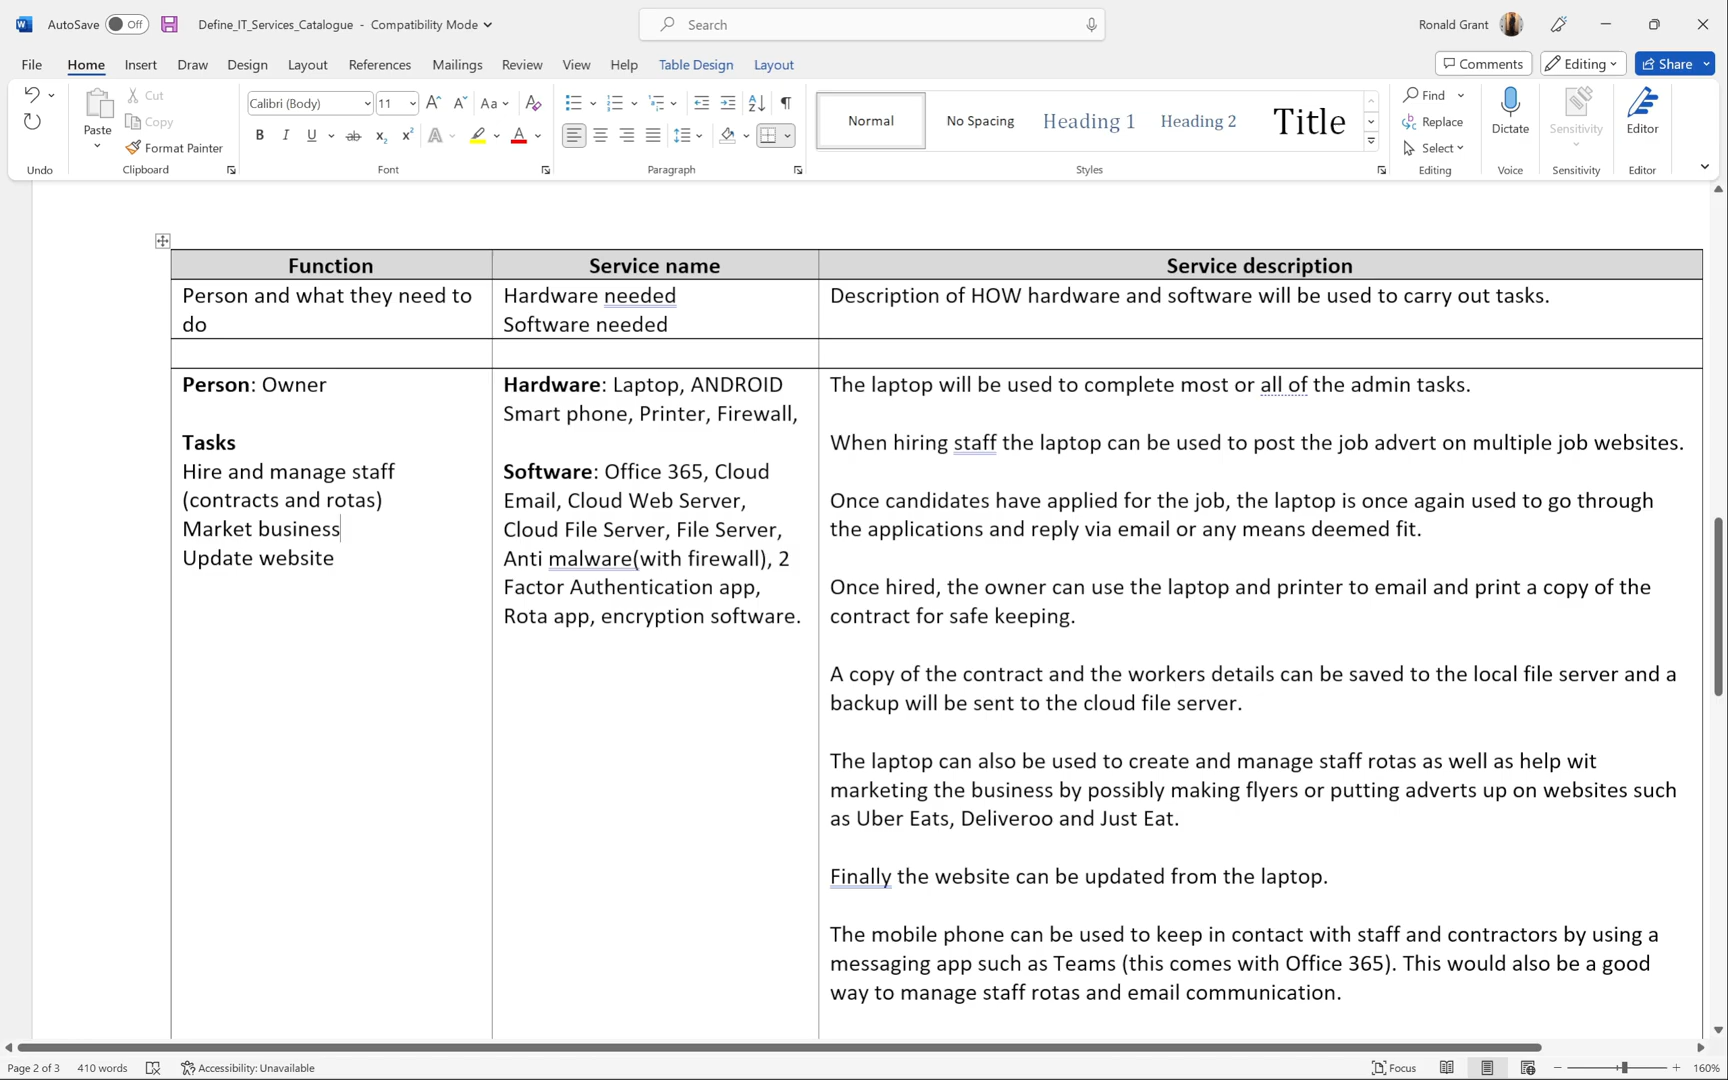 AutoSave Off Define_IT_Services_Catalogue - Compatibility Mode Search Ronald Grant
File Home Insert Draw Design Layout References Mailings Review View Help Table Design Layout Comments Editing Share
Paste Cut Copy Format Painter
Calibri (Body) 11 Aa
B I U ab x₂ x² A A
Normal No Spacing Heading 1 Heading 2 Title
Find Replace Select
Dictate Sensitivity Editor
Undo Clipboard Font Paragraph Styles Editing Voice Sensitivity Editor
Function Service name Service description
Person and what they need to
do
Hardware needed
Software needed
Description of HOW hardware and software will be used to carry out tasks.
Person: Owner
Tasks
Hire and manage staff
(contracts and rotas)
Market business
Update website
Hardware: Laptop, ANDROID
Smart phone, Printer, Firewall,
Software: Office 365, Cloud
Email, Cloud Web Server,
Cloud File Server, File Server,
Anti malware(with firewall), 2
Factor Authentication app,
Rota app, encryption software.
The laptop will be used to complete most or all of the admin tasks.
When hiring staff the laptop can be used to post the job advert on multiple job websites.
Once candidates have applied for the job, the laptop is once again used to go through
the applications and reply via email or any means deemed fit.
Once hired, the owner can use the laptop and printer to email and print a copy of the
contract for safe keeping.
A copy of the contract and the workers details can be saved to the local file server and a
backup will be sent to the cloud file server.
The laptop can also be used to create and manage staff rotas as well as help wit
marketing the business by possibly making flyers or putting adverts up on websites such
as Uber Eats, Deliveroo and Just Eat.
Finally the website can be updated from the laptop.
The mobile phone can be used to keep in contact with staff and contractors by using a
messaging app such as Teams (this comes with Office 365). This would also be a good
way to manage staff rotas and email communication.
Page 2 of 3 410 words Accessibility: Unavailable Focus 160%